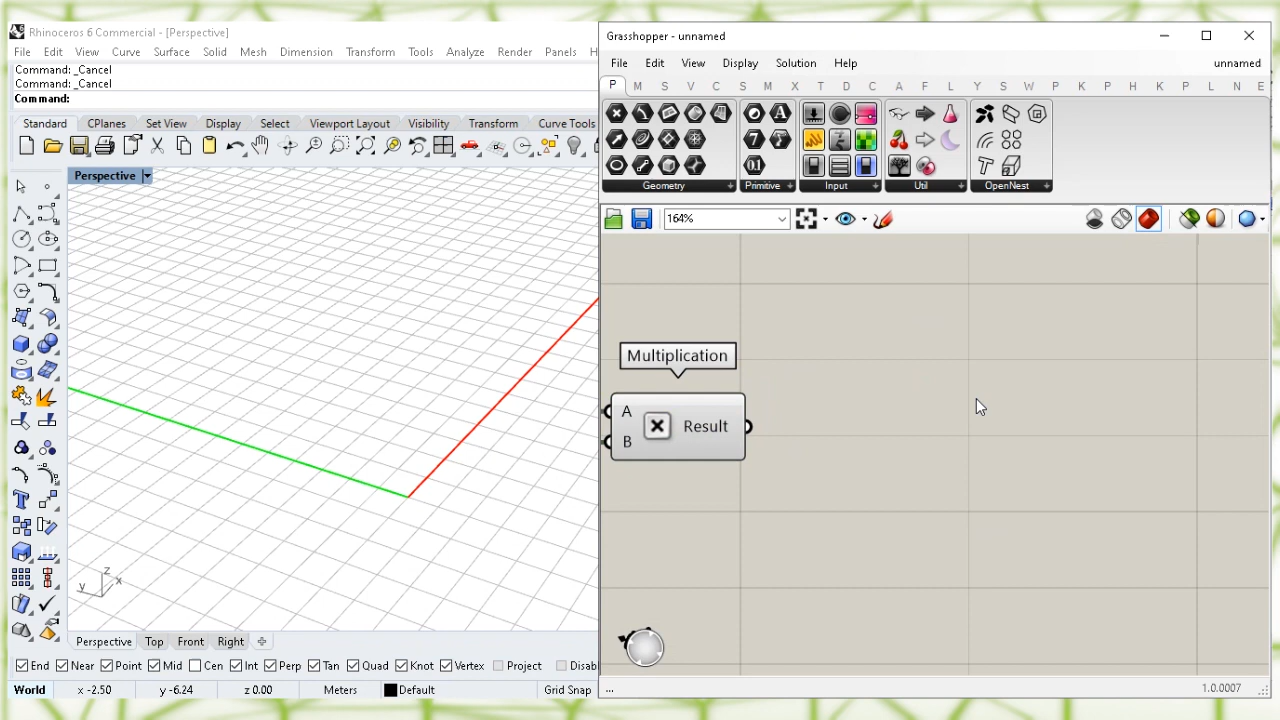 Rhinoceros 6 Commercial - [Perspective]
File Edit View Curve Surface Solid Mesh Dimension Transform Tools Analyze Render Panels H
Command: _Cancel
Command: _Cancel
Command:
Standard CPlanes Set View Display Select Viewport Layout Visibility Transform Curve Tools
Perspective
z
y x
Perspective Top Front Right
End Near Point Mid Cen Int Perp Tan Quad Knot Vertex Project Disabl
World x -2.50 y -6.24 z 0.00 Meters Default Grid Snap
Grasshopper - unnamed
File Edit View Display Solution Help unnamed
P M S V C S M X T D C A F L Y S W P K P H K P L N E
Geometry Primitive Input Util OpenNest
164%
Multiplication
A
Result
B
... 1.0.0007